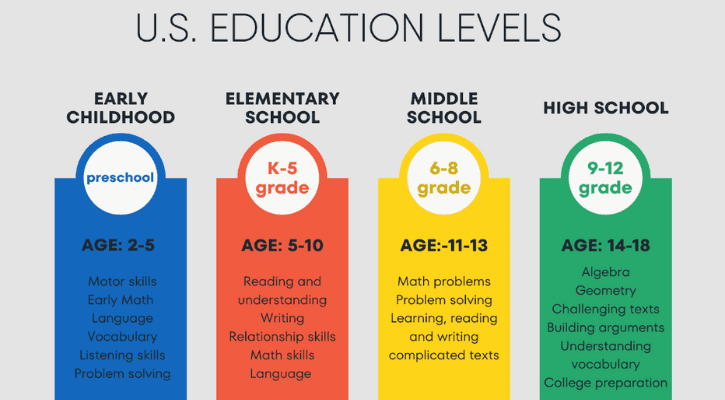 U.S. EDUCATION LEVELS
EARLY
CHILDHOOD
preschool
AGE: 2-5
Motor skills
Early Math
Language
Vocabulary
Listening skills
Problem solving
ELEMENTARY
SCHOOL
K-5
grade
AGE: 5-10
Reading and
understanding
Writing
Relationship skills
Math skills
Language
MIDDLE
SCHOOL
6-8
grade
AGE:-11-13
Math problems
Problem solving
Learning, reading
and writing
complicated texts
HIGH SCHOOL
9-12
grade
AGE: 14-18
Algebra
Geometry
Challenging texts
Building arguments
Understanding
vocabulary
College preparation